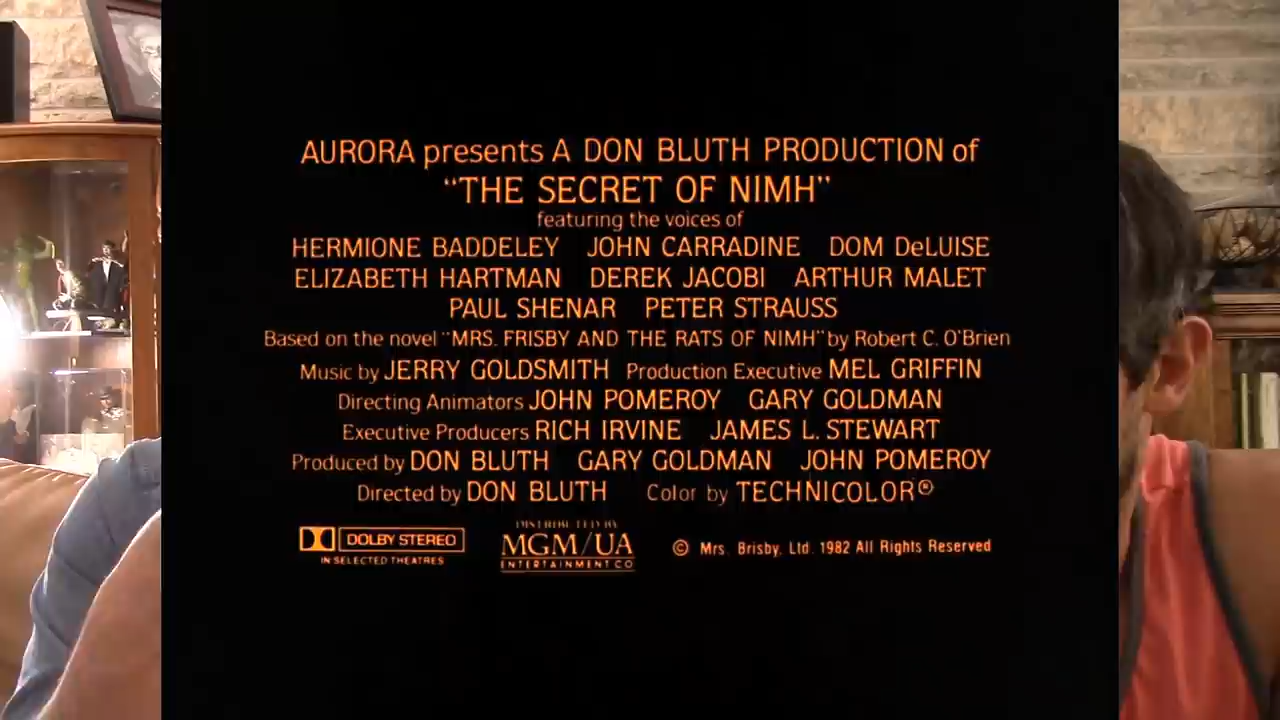 AURORA presents A DON BLUTH PRODUCTION of
“THE SECRET OF NIMH”
featuring the voices of
HERMIONE BADDELEY JOHN CARRADINE DOM DeLUISE
ELIZABETH HARTMAN DEREK JACOBI ARTHUR MALET
PAUL SHENAR PETER STRAUSS
Based on the novel “MRS. FRISBY AND THE RATS OF NIMH” by Robert C. O'Brien
Music by JERRY GOLDSMITH Production Executive MEL GRIFFIN
Directing Animators JOHN POMEROY GARY GOLDMAN
Executive Producers RICH IRVINE JAMES L. STEWART
Produced by DON BLUTH GARY GOLDMAN JOHN POMEROY
Directed by DON BLUTH Color by TECHNICOLOR®
DOLBY STEREO
IN SELECTED THEATRES
DISTRIBUTED BY
MGM/UA
ENTERTAINMENT CO
© Mrs. Brisby, Ltd. 1982 All Rights Reserved